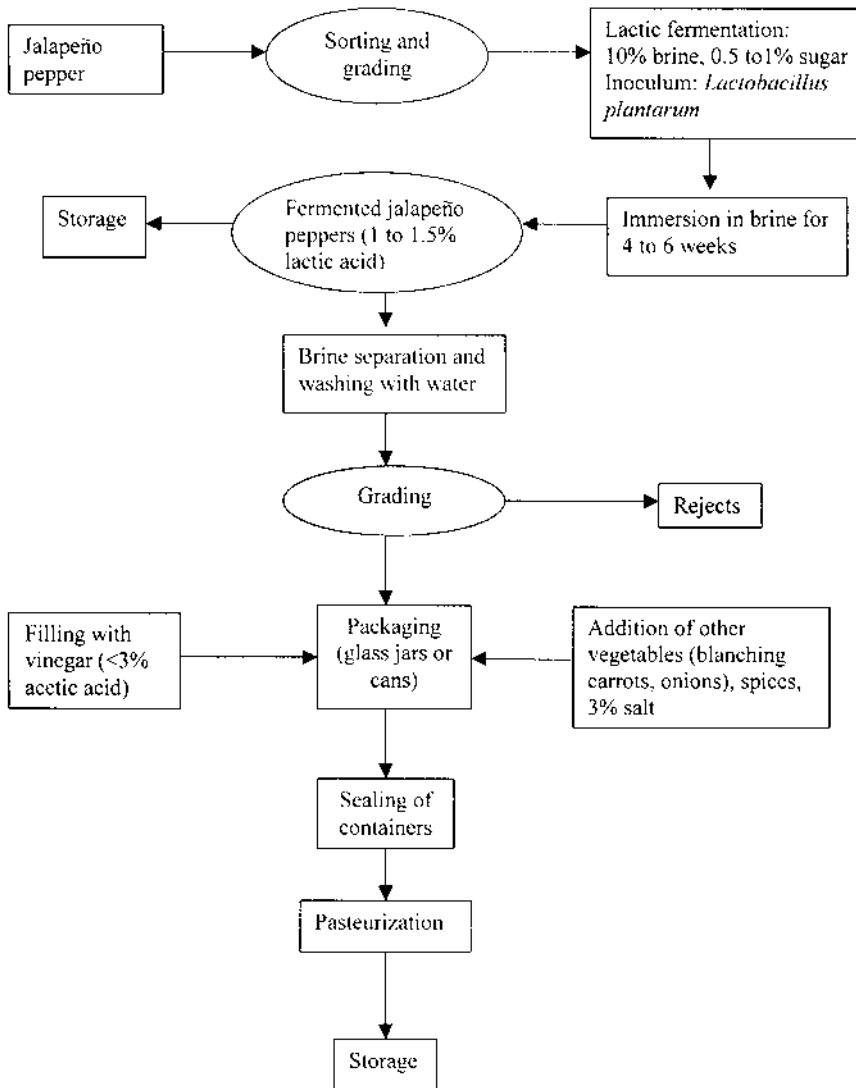 Jalapeño
pepper
Sorting and
grading
Lactic fermentation:
10% brine, 0.5 to1% sugar
Inoculum: Lactobacillus
plantarum
Storage
Fermented jalapeño
peppers (1 to 1.5%
lactic acid)
Immersion in brine for
4 to 6 weeks
Brine separation and
washing with water
Grading
Rejects
Filling with
vinegar (<3%
acetic acid)
Packaging
(glass jars or
cans)
Addition of other
vegetables (blanching
carrots, onions), spices,
3% salt
Sealing of
containers
Pasteurization
Storage